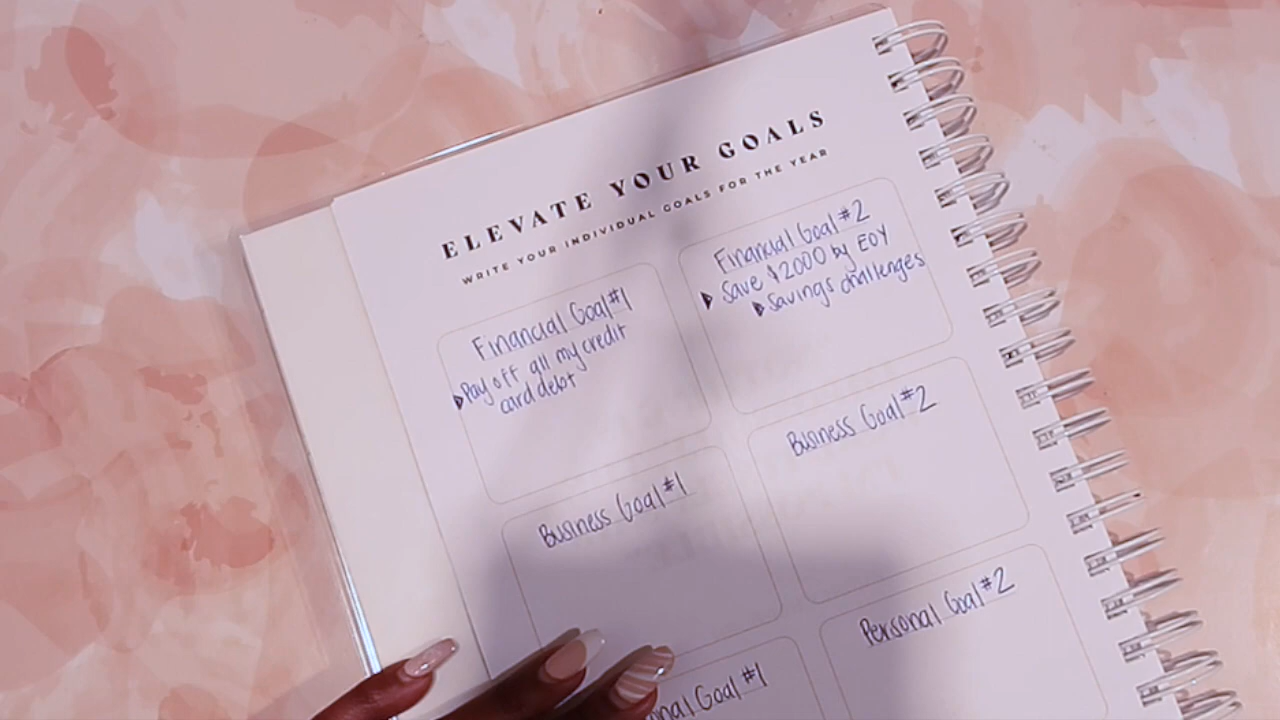 ELEVATE YOUR GOALS
WRITE YOUR INDIVIDUAL GOALS FOR THE YEAR
Financial Goal #1
Pay off all my credit
card debt
Financial Goal #2
Save $2000 by EOY
Savings challenges
Business Goal #1
Business Goal #2
Goal #1
Personal Goal #2